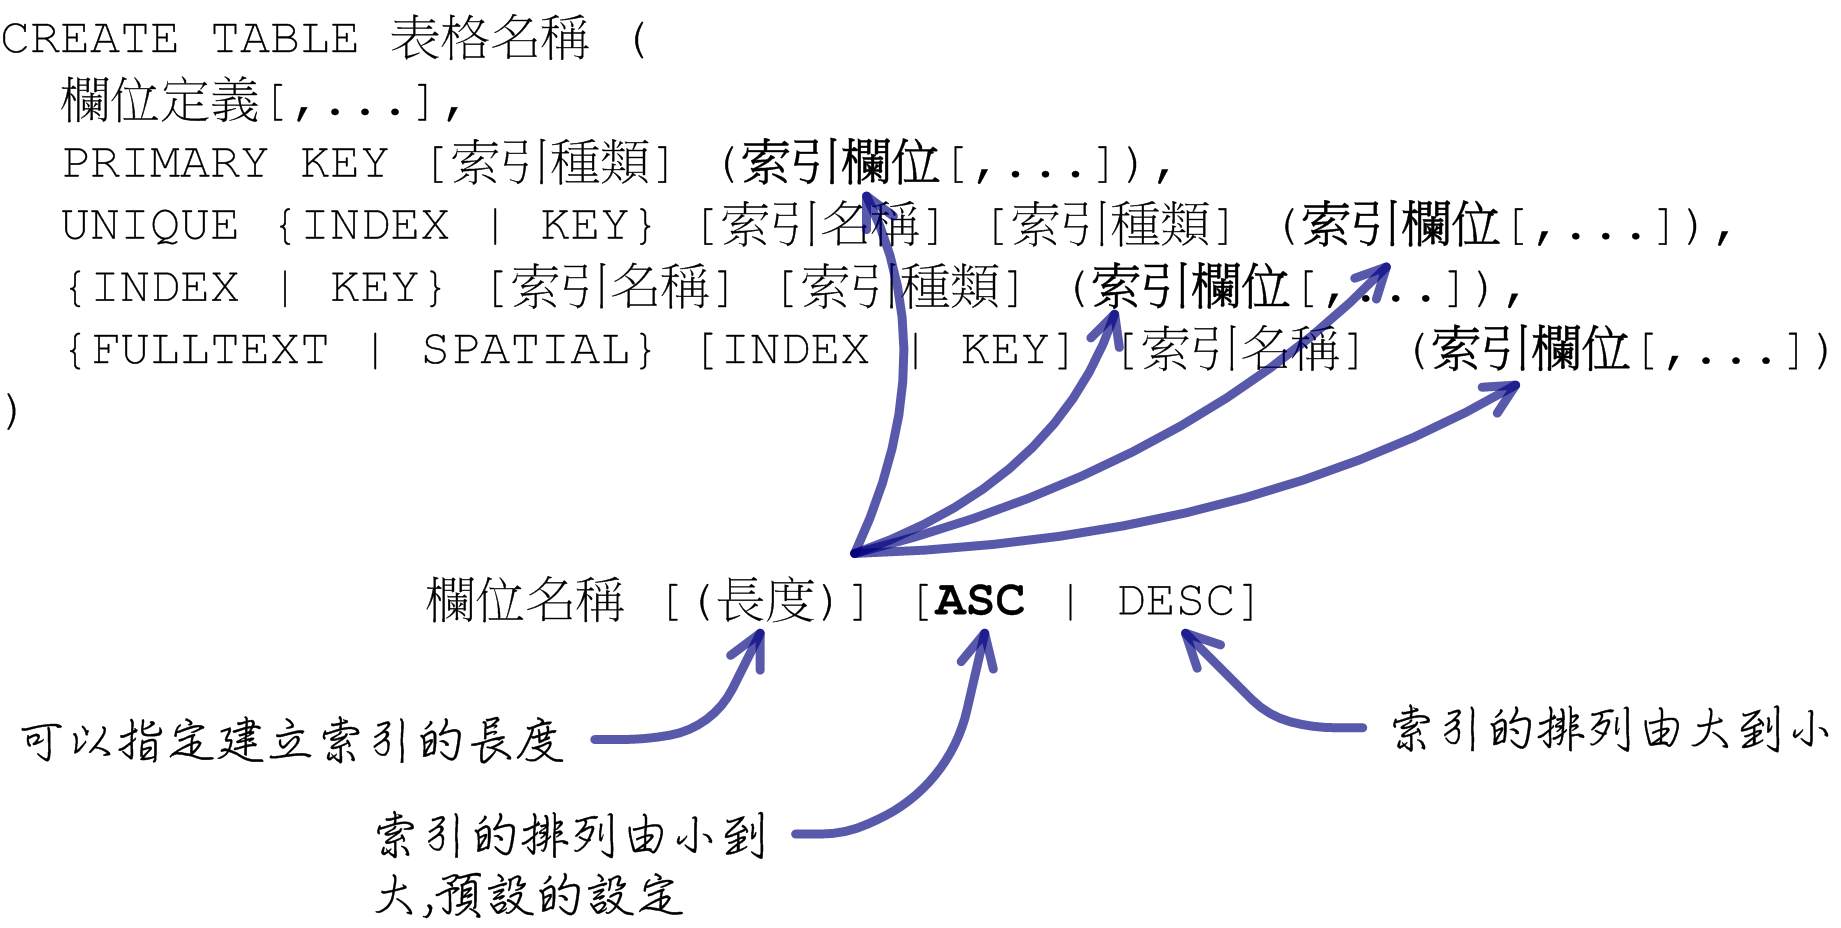 CREATE TABLE 表格名稱 (
欄位定義[,...],
PRIMARY KEY [索引種類] (索引欄位[,...]),
UNIQUE {INDEX | KEY} [索引名稱] [索引種類] (索引欄位[,...]),
{INDEX | KEY} [索引名稱] [索引種類] (索引欄位[,...]),
{FULLTEXT | SPATIAL} [INDEX | KEY] [索引名稱] (索引欄位[,...])
)
欄位名稱 [(長度)] [ASC | DESC]
可以指定建立索引的長度
索引的排列由大到小
索引的排列由小到
大,預設的設定